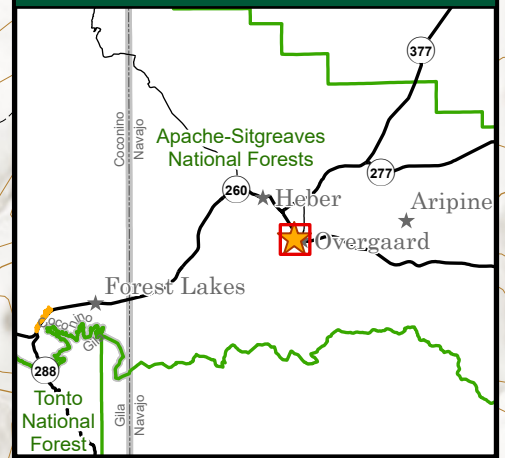 377
Coconino
Navajo
Apache-Sitgreaves
National Forests
277
260
Heber
Aripine
Overgaard
Forest Lakes
Coconino
Gila
288
Tonto
National
Forest
Gila
Navajo